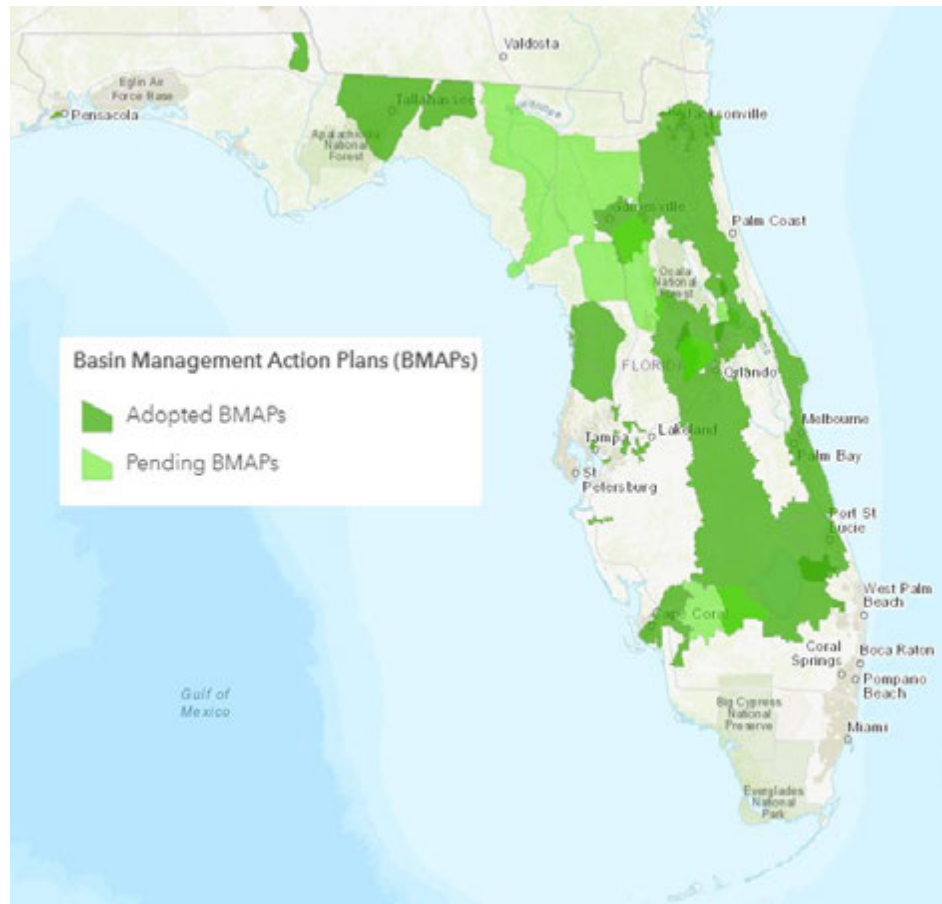 Valdosta
Eglin Air
Force Base
Pensacola
Tallahassee
Apalachicola
National
Forest
Jacksonville
Gainesville
Palm Coast
Ocala
National
Forest
Basin Management Action Plans (BMAPs)
Adopted BMAPs
Pending BMAPs
FLORIDA
Orlando
Melbourne
Tampa
Lakeland
Palm Bay
St
Petersburg
Port St
Lucie
West Palm
Beach
Cape Coral
Coral
Springs
Boca Raton
Pompano
Beach
Gulf of
Mexico
Big Cypress
National
Preserve
Miami
Everglades
National
Park